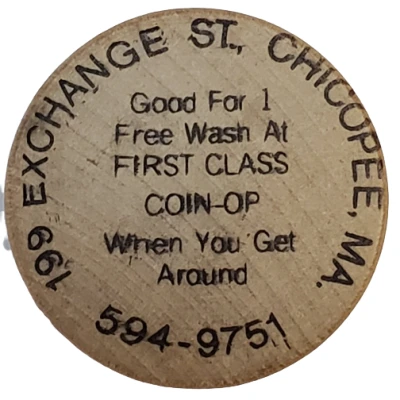 199 EXCHANGE ST., CHICOPEE, MA.
Good For 1
Free Wash At
FIRST CLASS
COIN-OP
When You Get
Around
594-9751